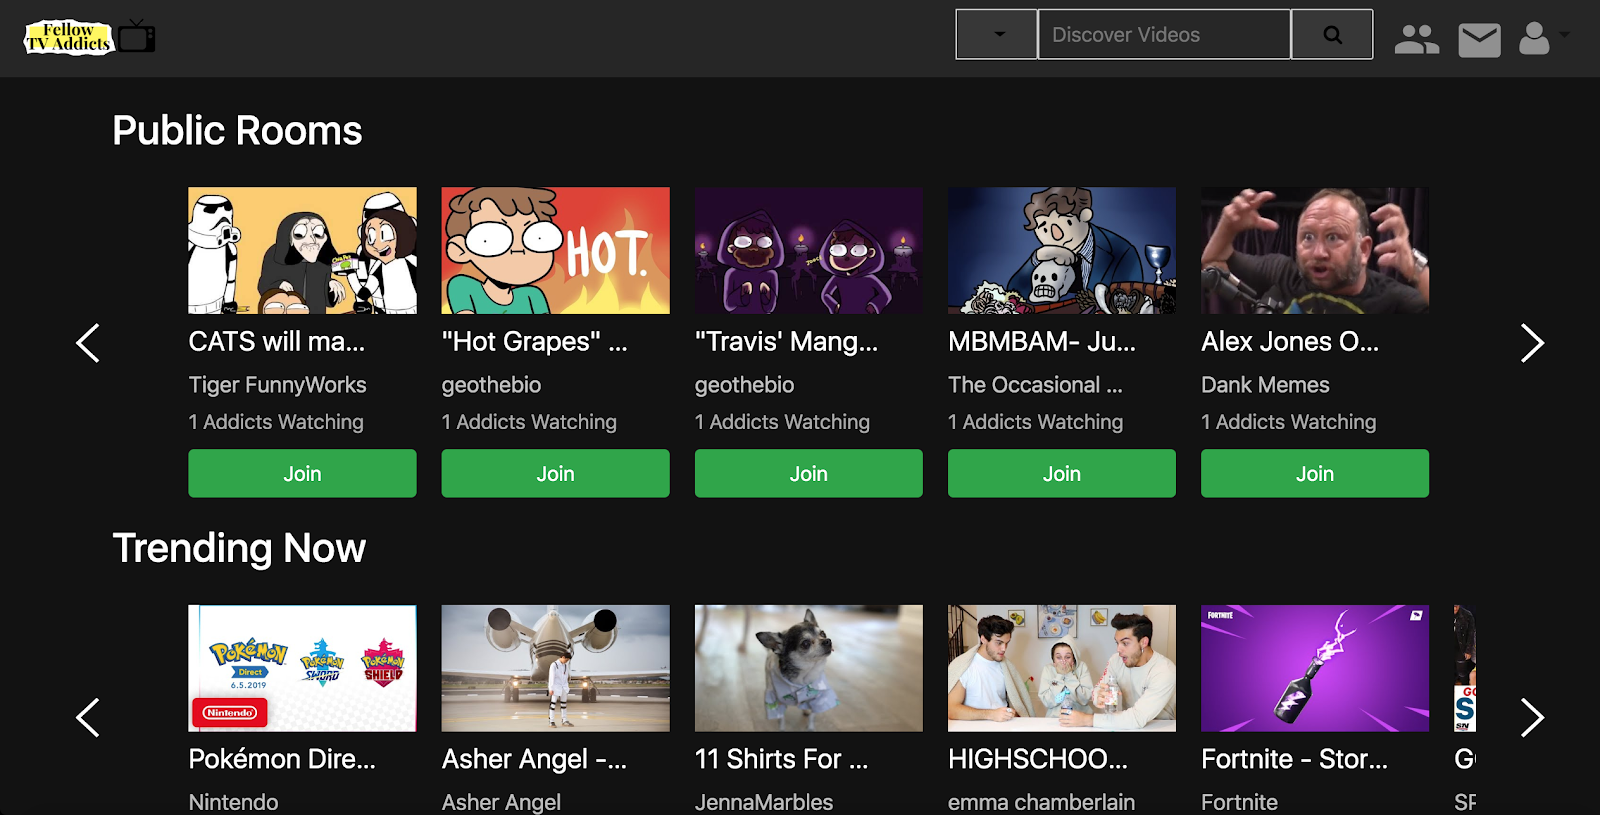 Fellow
TV Addicts
Discover Videos
Public Rooms
HOT.
CATS will ma...
"Hot Grapes" ...
"Travis' Mang...
MBMBAM- Ju...
Alex Jones O...
Tiger FunnyWorks
geothebio
geothebio
The Occasional ...
Dank Memes
1 Addicts Watching
1 Addicts Watching
1 Addicts Watching
1 Addicts Watching
1 Addicts Watching
Join
Join
Join
Join
Join
Trending Now
POKéMON
Direct
6.5.2019
POKéMON
SWORD
POKéMON
SHIELD
Nintendo
FORTNITE
GO
S
SN
Pokémon Dire...
Asher Angel -...
11 Shirts For ...
HIGHSCHOO...
Fortnite - Stor...
Nintendo
Asher Angel
JennaMarbles
emma chamberlain
Fortnite
SP